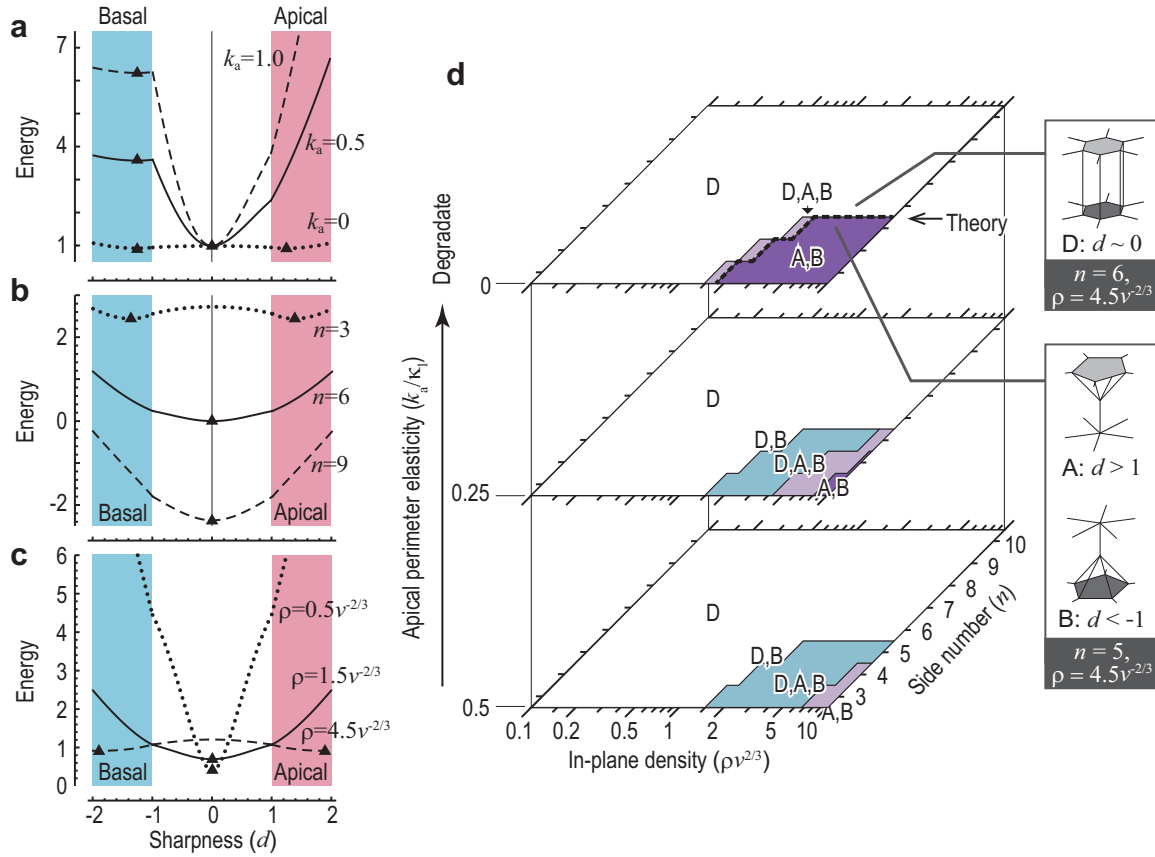 a
Basal
Apical
7
4
1
Energy
kₐ=1.0
kₐ=0.5
kₐ=0
b
2
0
-2
Energy
n=3
n=6
n=9
Basal
Apical
c
6
5
4
3
2
1
0
Energy
ρ=0.5v⁻²/³
ρ=1.5v⁻²/³
ρ=4.5v⁻²/³
Basal
Apical
-2 -1 0 1 2
Sharpness (d)
d
Degradate
Apical perimeter elasticity (kₐ/κₗ)
0
0.25
0.5
D
D,A,B
A,B
Theory
D
D,B
D,A,B
A,B
D
D,B
D,A,B
A,B
0.1 0.2 0.5 1 2 5 10
In-plane density (ρv²/³)
3 4 5 6 7 8 9 10
Side number (n)
D: d ~ 0
n = 6,
ρ = 4.5v⁻²/³
A: d > 1
B: d < -1
n = 5,
ρ = 4.5v⁻²/³